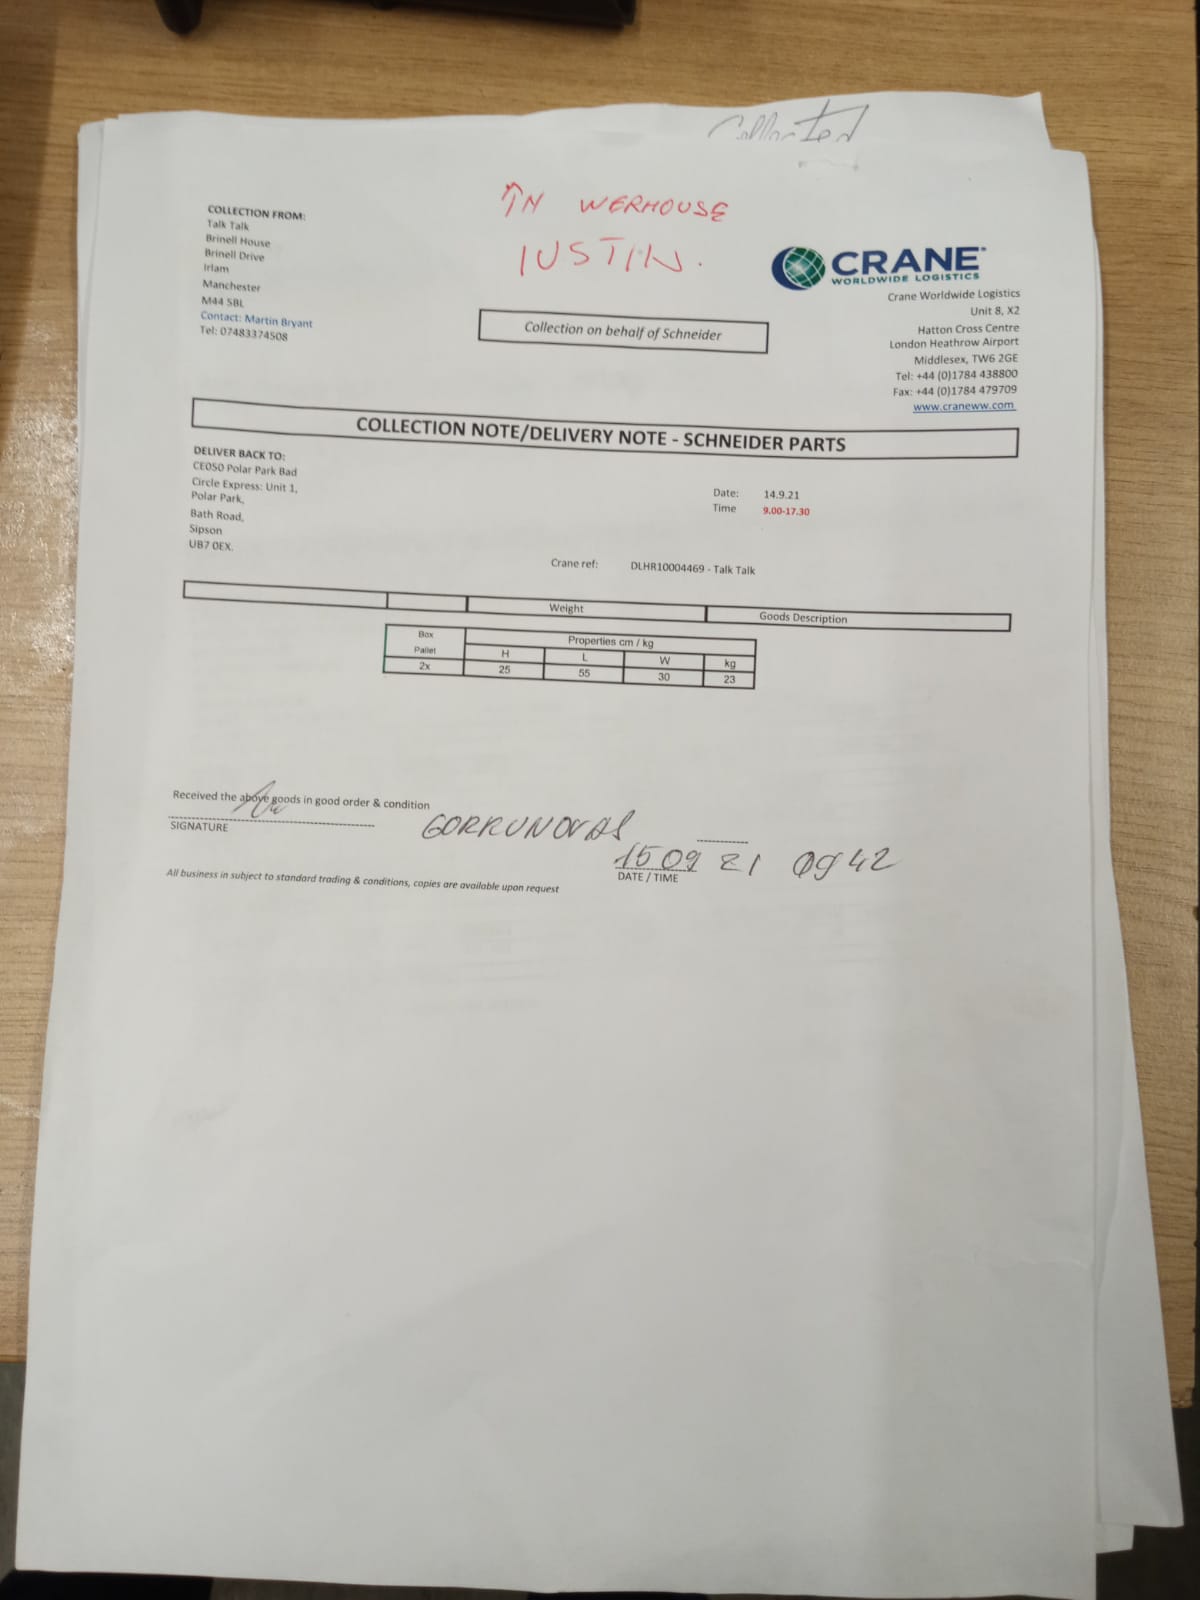 Collected
IN WERHOUSE
IUSTIN.
COLLECTION FROM:
Talk Talk
Brinell House
Brinell Drive
Irlam
Manchester
M44 5BL
Contact: Martin Bryant
Tel: 07483374508
Collection on behalf of Schneider
CRANE
WORLDWIDE LOGISTICS
Crane Worldwide Logistics
Unit 8, X2
Hatton Cross Centre
London Heathrow Airport
Middlesex, TW6 2GE
Tel: +44 (0)1784 438800
Fax: +44 (0)1784 479709
www.craneww.com
COLLECTION NOTE/DELIVERY NOTE - SCHNEIDER PARTS
DELIVER BACK TO:
CE050 Polar Park Bad
Circle Express: Unit 1,
Polar Park,
Bath Road,
Sipson
UB7 0EX.
Date: 14.9.21
Time 9.00-17.30
Crane ref: DLHR10004469 - Talk Talk
Weight Goods Description
Box Pallet Properties cm / kg
H L W kg
2x 25 55 30 23
Received the above goods in good order & condition
SIGNATURE
15 09 21 0942
DATE / TIME
All business in subject to standard trading & conditions, copies are available upon request